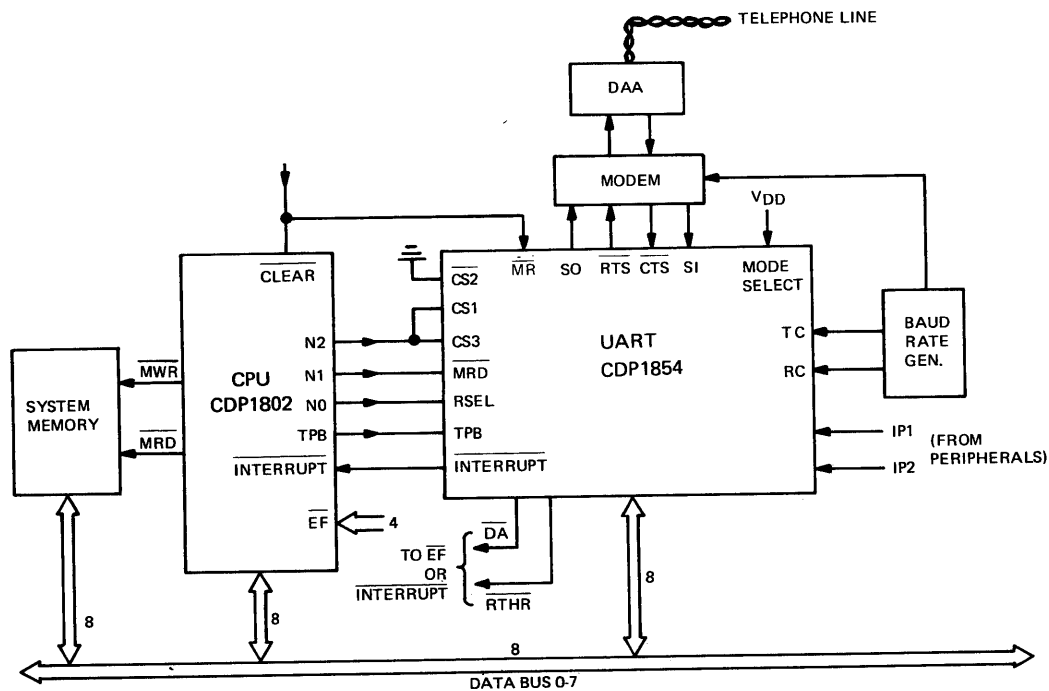 TELEPHONE LINE
DAA
MODEM
VDD
CLEAR
MR
SO
RTS
CTS
SI
MODE
SELECT
CS2
CS1
CS3
MRD
RSEL
TPB
INTERRUPT
UART
CDP1854
TC
RC
BAUD
RATE
GEN.
N2
N1
N0
TPB
INTERRUPT
EF
CPU
CDP1802
MWR
MRD
SYSTEM
MEMORY
IP1
IP2
(FROM
PERIPHERALS)
4
DA
TO EF
OR
INTERRUPT
RTHR
8
8
8
8
DATA BUS 0-7